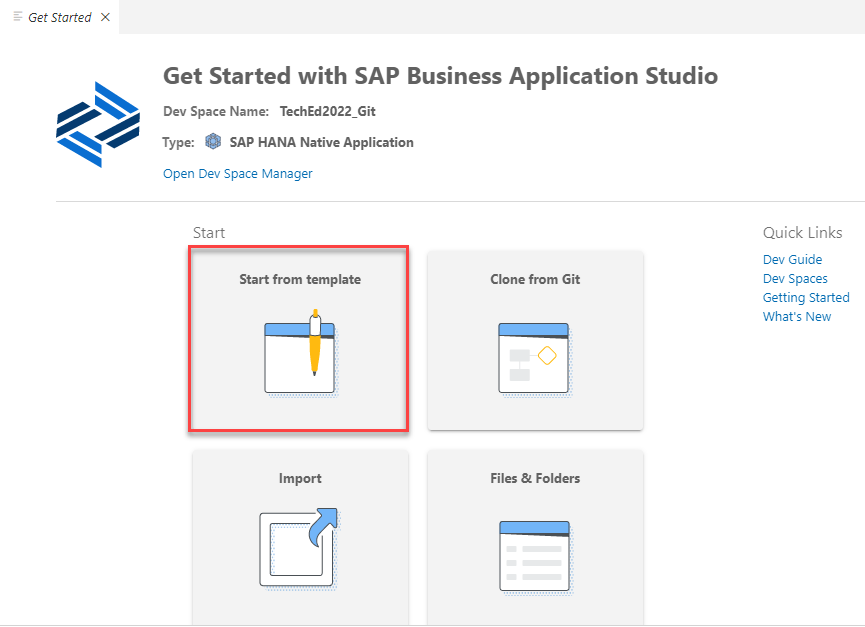 Get Started
Get Started with SAP Business Application Studio
Dev Space Name: TechEd2022_Git
Type: SAP HANA Native Application
Open Dev Space Manager
Start
Start from template
Clone from Git
Import
Files & Folders
Quick Links
Dev Guide
Dev Spaces
Getting Started
What's New